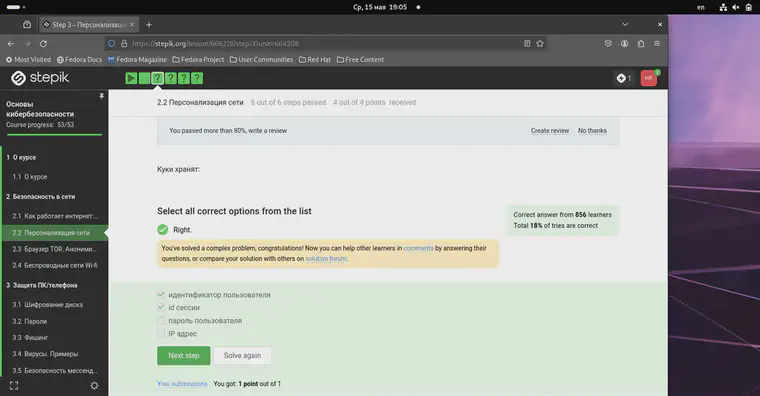 Ср, 15 мая 19:05
en
Step 3 – Персонализаци
https://stepik.org/lesson/666218/step/3?unit=664208
Most Visited
Fedora Docs
Fedora Magazine
Fedora Project
User Communities
Red Hat
Free Content
stepik
1
HF
Основы кибербезопасности
Course progress: 53/53
1 О курсе
1.1 О курсе
2 Безопасность в сети
2.1 Как работает интернет:...
2.2 Персонализация сети
2.3 Браузер TOR. Анонími...
2.4 Беспроводные сети Wi-fi
3 Защита ПК/телефона
3.1 Шифрование диска
3.2 Пароли
3.3 Фишинг
3.4 Вирусы. Примеры
3.5 Безопасность мессенд...
2.2 Персонализация сети 6 out of 6 steps passed 4 out of 4 points received
You passed more than 80%, write a review
Create review
No thanks
Куки хранят:
Select all correct options from the list
Right.
You've solved a complex problem, congratulations! Now you can help other learners in comments by answering their
questions, or compare your solution with others on solution forum.
Correct answer from 856 learners
Total 18% of tries are correct
идентификатор пользователя
id сессии
пароль пользователя
IP адрес
Next step
Solve again
Your submissions You got: 1 point out of 1